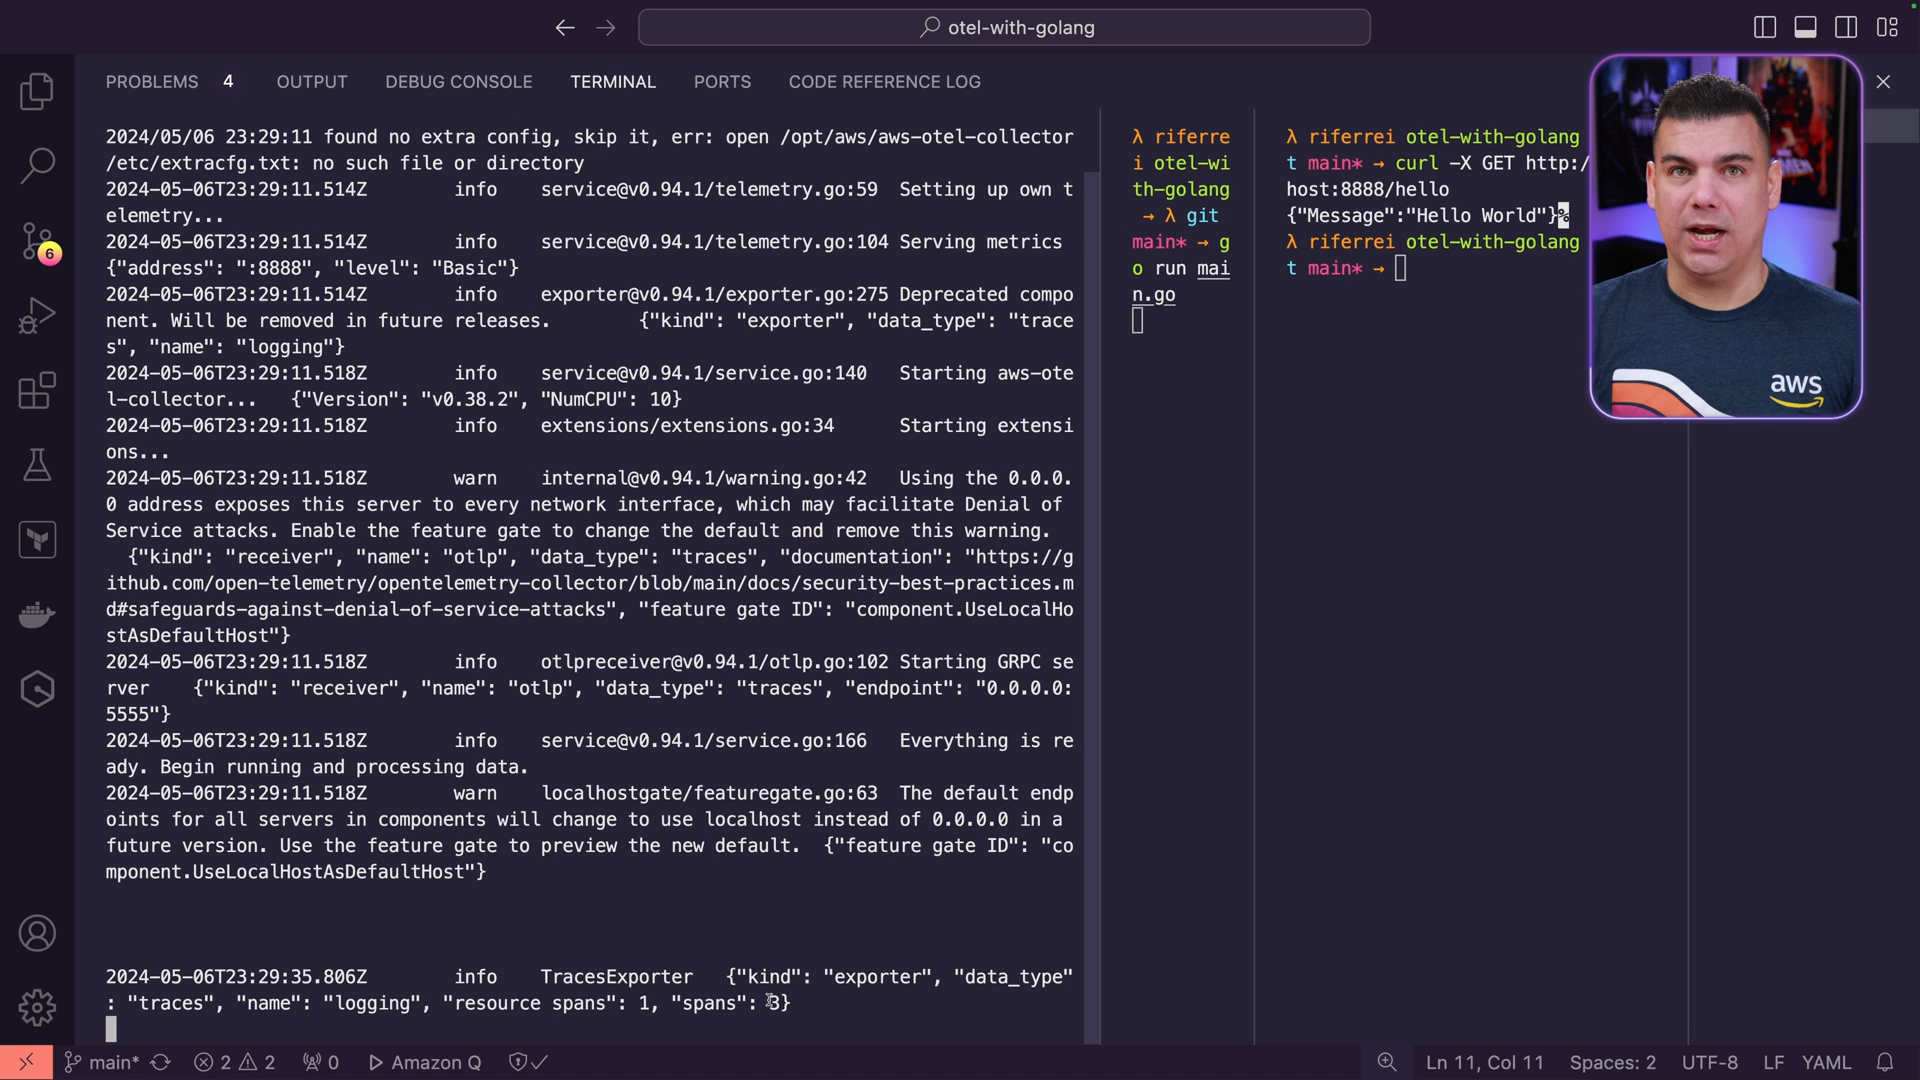 otel-with-golang
PROBLEMS 4 OUTPUT DEBUG CONSOLE TERMINAL PORTS CODE REFERENCE LOG
2024/05/06 23:29:11 found no extra config, skip it, err: open /opt/aws/aws-otel-collector
/etc/extracfg.txt: no such file or directory
2024-05-06T23:29:11.514Z info service@v0.94.1/telemetry.go:59 Setting up own t
elemetry...
2024-05-06T23:29:11.514Z info service@v0.94.1/telemetry.go:104 Serving metrics
{"address": ":8888", "level": "Basic"}
2024-05-06T23:29:11.514Z info exporter@v0.94.1/exporter.go:275 Deprecated compo
nent. Will be removed in future releases. {"kind": "exporter", "data_type": "trace
s", "name": "logging"}
2024-05-06T23:29:11.518Z info service@v0.94.1/service.go:140 Starting aws-ote
l-collector... {"Version": "v0.38.2", "NumCPU": 10}
2024-05-06T23:29:11.518Z info extensions/extensions.go:34 Starting extensi
ons...
2024-05-06T23:29:11.518Z warn internal@v0.94.1/warning.go:42 Using the 0.0.0.
0 address exposes this server to every network interface, which may facilitate Denial of
Service attacks. Enable the feature gate to change the default and remove this warning.
{"kind": "receiver", "name": "otlp", "data_type": "traces", "documentation": "https://g
ithub.com/open-telemetry/opentelemetry-collector/blob/main/docs/security-best-practices.m
d#safeguards-against-denial-of-service-attacks", "feature gate ID": "component.UseLocalHo
stAsDefaultHost"}
2024-05-06T23:29:11.518Z info otlpreceiver@v0.94.1/otlp.go:102 Starting GRPC se
rver {"kind": "receiver", "name": "otlp", "data_type": "traces", "endpoint": "0.0.0.0:
5555"}
2024-05-06T23:29:11.518Z info service@v0.94.1/service.go:166 Everything is re
ady. Begin running and processing data.
2024-05-06T23:29:11.518Z warn localhostgate/featuregate.go:63 The default endp
oints for all servers in components will change to use localhost instead of 0.0.0.0 in a
future version. Use the feature gate to preview the new default. {"feature gate ID": "co
mponent.UseLocalHostAsDefaultHost"}
2024-05-06T23:29:35.806Z info TracesExporter {"kind": "exporter", "data_type"
: "traces", "name": "logging", "resource spans": 1, "spans": 3}
λ riferre
i otel-wi
th-golang
→ λ git
main* → g
o run mai
n.go
λ riferrei otel-with-golang
t main* → curl -X GET http:/
host:8888/hello
{"Message":"Hello World"}%
λ riferrei otel-with-golang
t main* →
aws
6
main* 2 2 0 Amazon Q
Ln 11, Col 11 Spaces: 2 UTF-8 LF YAML